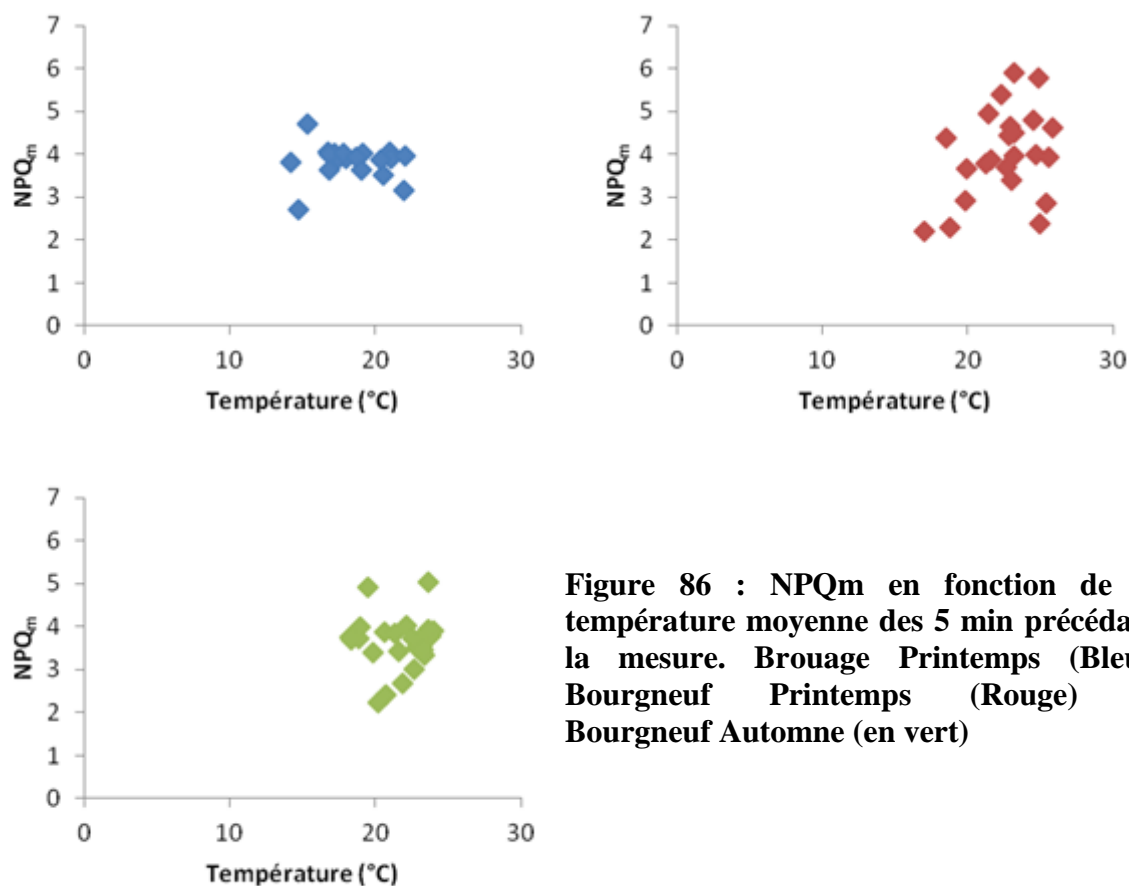 7
6
5
4
3
2
1
0
NPQm
0 10 20 30
Température (°C)
7
6
5
4
3
2
1
0
NPQm
0 10 20 30
Température (°C)
7
6
5
4
3
2
1
0
NPQm
0 10 20 30
Température (°C)
Figure 86 : NPQm en fonction de
température moyenne des 5 min précéda
la mesure. Brouage Printemps (Bleu
Bourgneuf Printemps (Rouge)
Bourgneuf Automne (en vert)